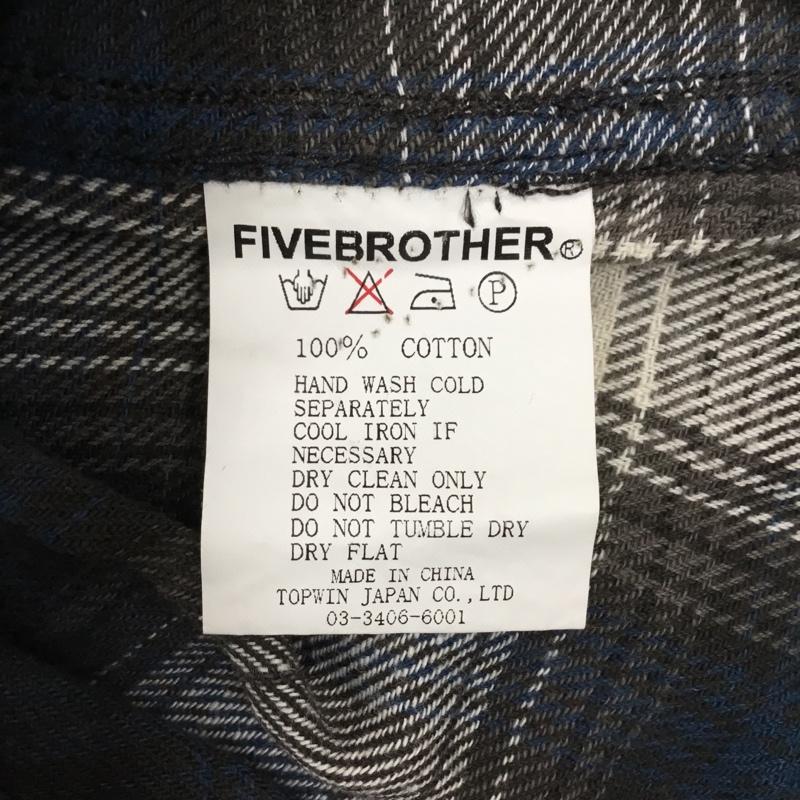 FIVEBROTHER®
P
100% COTTON
HAND WASH COLD
SEPARATELY
COOL IRON IF
NECESSARY
DRY CLEAN ONLY
DO NOT BLEACH
DO NOT TUMBLE DRY
DRY FLAT
MADE IN CHINA
TOPWIN JAPAN CO.,LTD
03-3406-6001